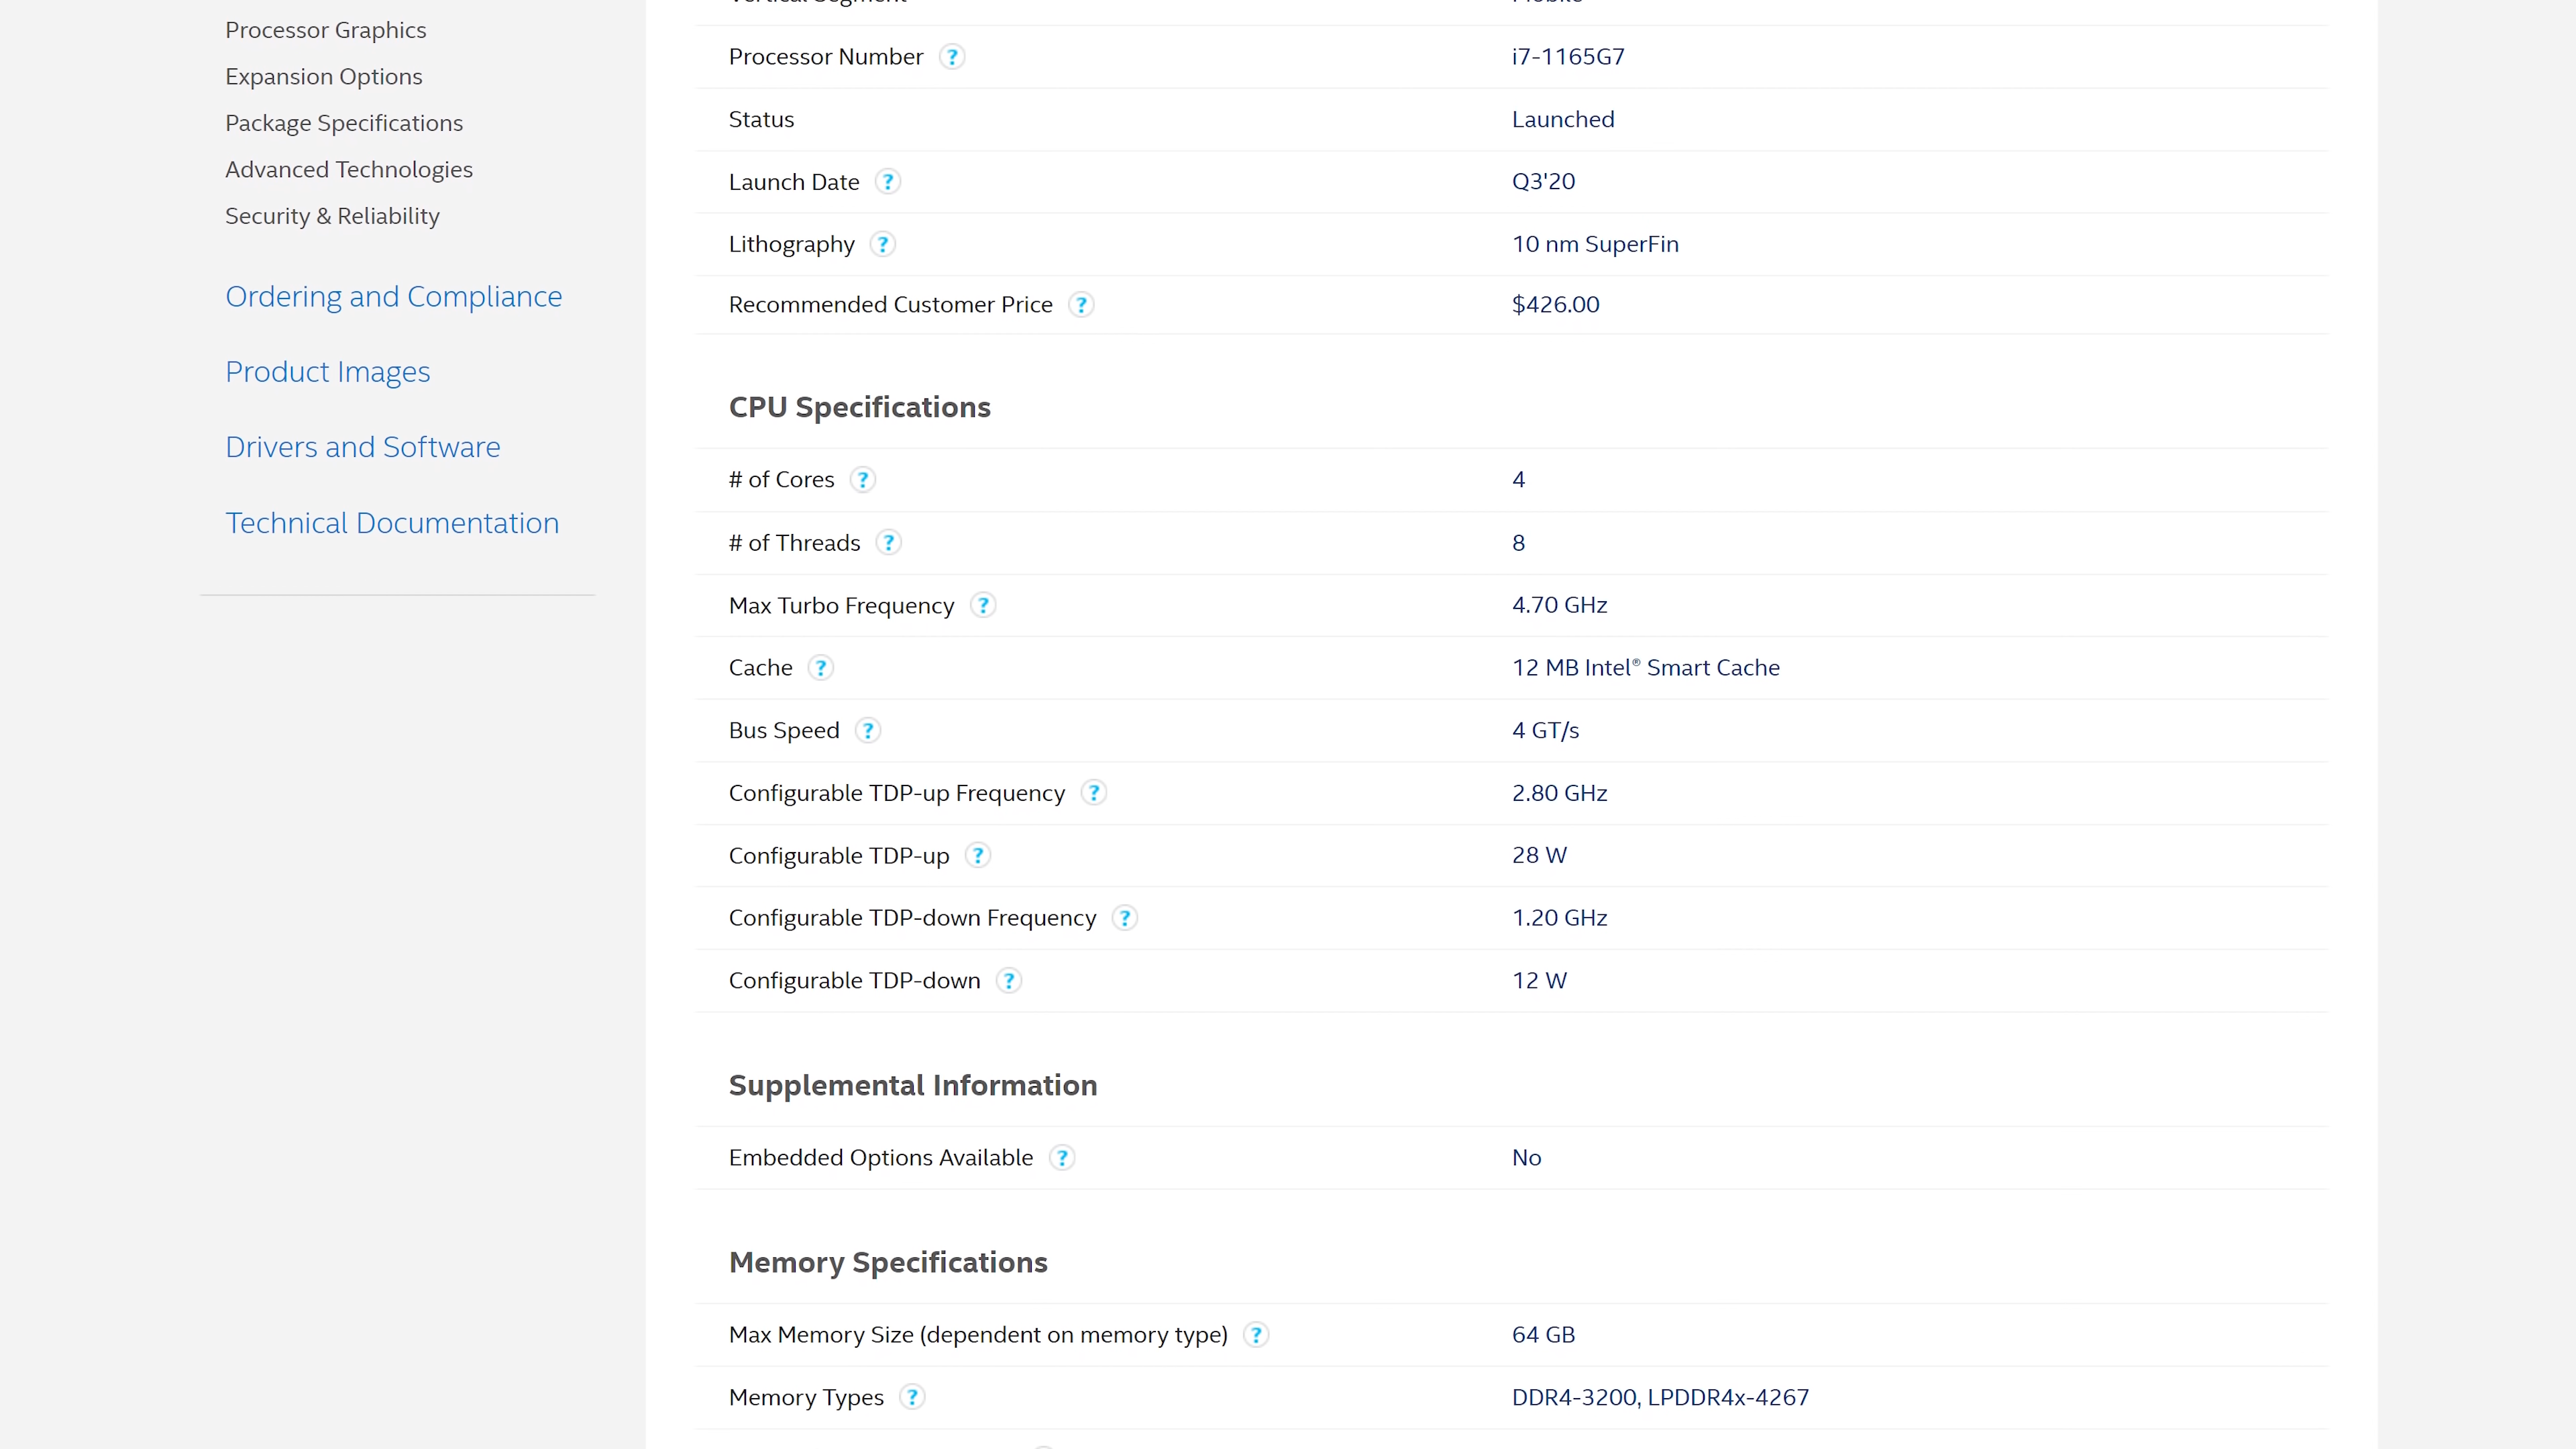 Processor Graphics
Expansion Options
Package Specifications
Advanced Technologies
Security & Reliability
Ordering and Compliance
Product Images
Drivers and Software
Technical Documentation
Vertical Segment Mobile
Processor Number ? i7-1165G7
Status Launched
Launch Date ? Q3'20
Lithography ? 10 nm SuperFin
Recommended Customer Price ? $426.00
CPU Specifications
# of Cores ? 4
# of Threads ? 8
Max Turbo Frequency ? 4.70 GHz
Cache ? 12 MB Intel® Smart Cache
Bus Speed ? 4 GT/s
Configurable TDP-up Frequency ? 2.80 GHz
Configurable TDP-up ? 28 W
Configurable TDP-down Frequency ? 1.20 GHz
Configurable TDP-down ? 12 W
Supplemental Information
Embedded Options Available ? No
Memory Specifications
Max Memory Size (dependent on memory type) ? 64 GB
Memory Types ? DDR4-3200, LPDDR4x-4267